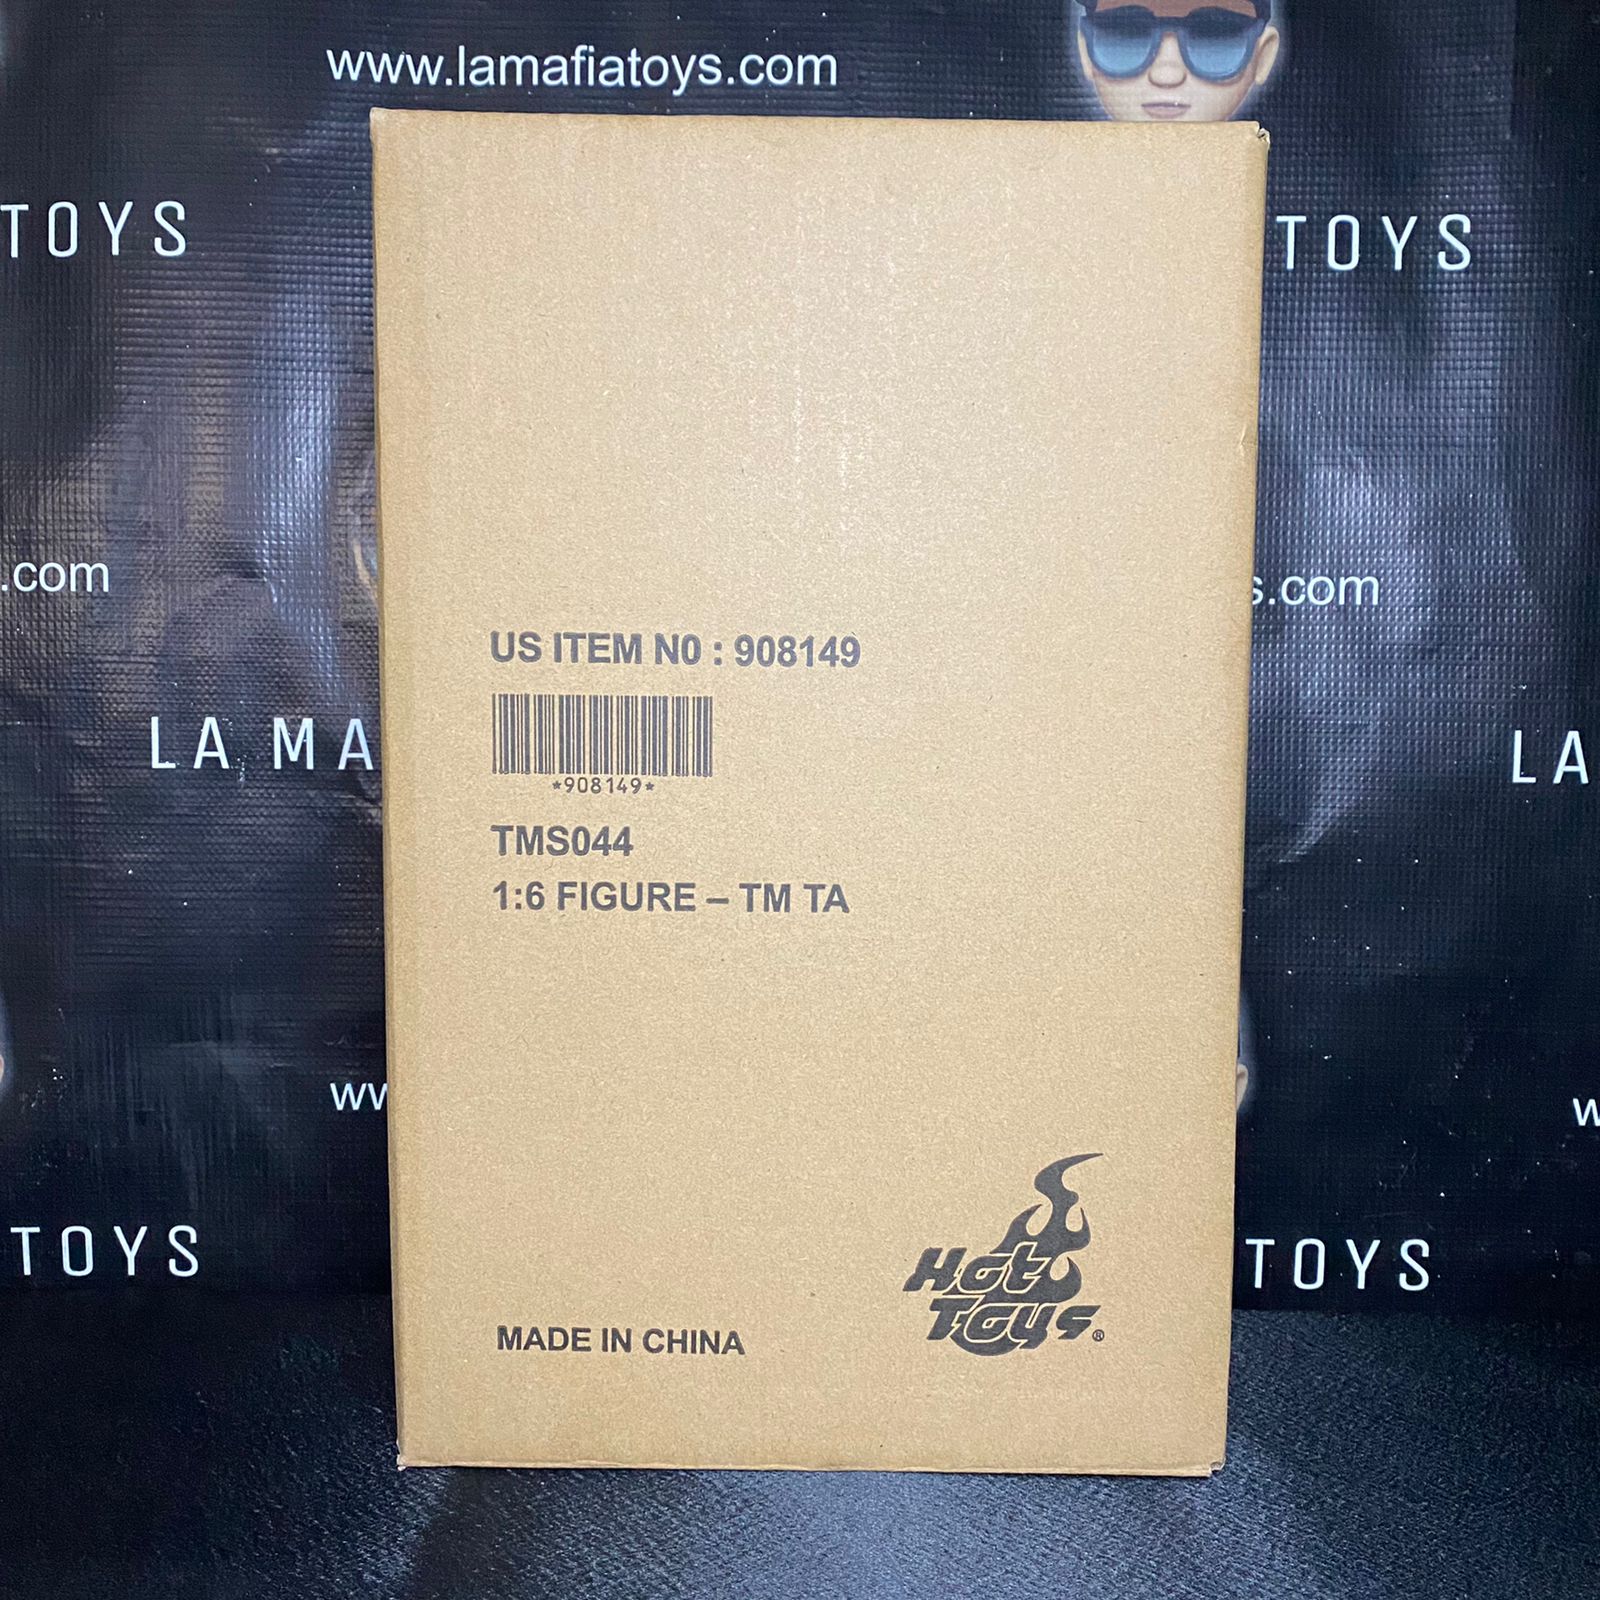 www.lamafiatoys.com
TOYS
TOYS
.com
s.com
US ITEM N0 : 908149
*908149*
LA MA
LA
TMS044
1:6 FIGURE – TM TA
ww
w
TOYS
TOYS
Hot
Toys®
MADE IN CHINA